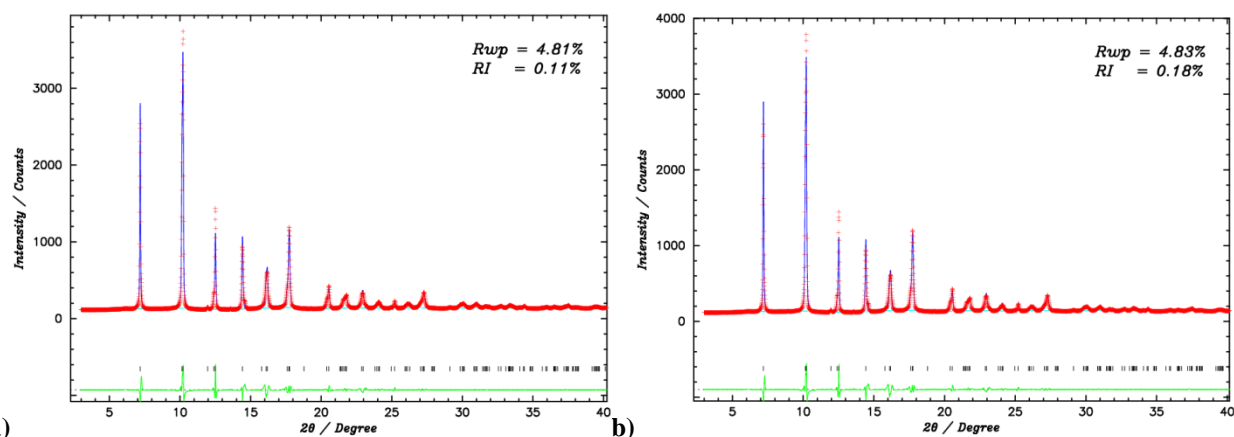 Rwp = 4.81%
RI = 0.11%
3000
2000
1000
0
Intensity / Counts
5 10 15 20 25 30 35 40
2θ / Degree
)
Rwp = 4.83%
RI = 0.18%
4000
3000
2000
1000
0
Intensity / Counts
5 10 15 20 25 30 35 40
2θ / Degree
b)